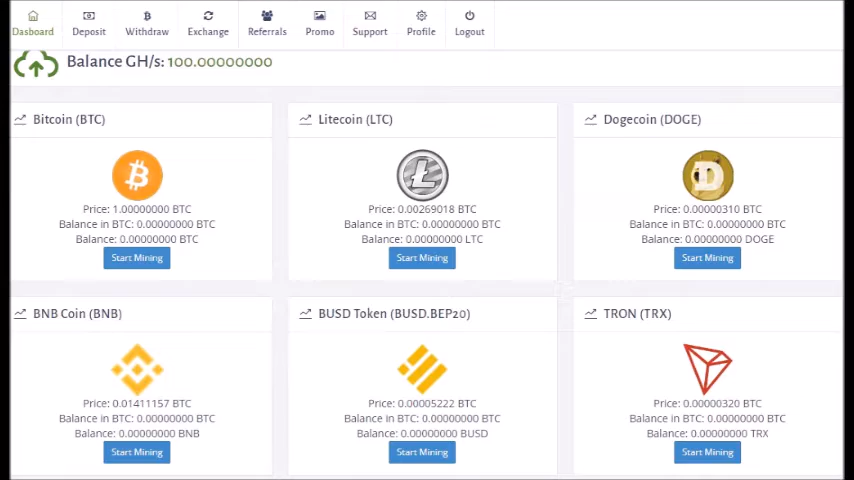 Dasboard Deposit Withdraw Exchange Referrals Promo Support Profile Logout
Balance GH/s: 100.00000000
Bitcoin (BTC)
Price: 1.00000000 BTC
Balance in BTC: 0.00000000 BTC
Balance: 0.00000000 BTC
Start Mining
Litecoin (LTC)
Price: 0.00269018 BTC
Balance in BTC: 0.00000000 BTC
Balance: 0.00000000 LTC
Start Mining
Dogecoin (DOGE)
Price: 0.00000310 BTC
Balance in BTC: 0.00000000 BTC
Balance: 0.00000000 DOGE
Start Mining
BNB Coin (BNB)
Price: 0.01411157 BTC
Balance in BTC: 0.00000000 BTC
Balance: 0.00000000 BNB
Start Mining
BUSD Token (BUSD.BEP20)
Price: 0.00005222 BTC
Balance in BTC: 0.00000000 BTC
Balance: 0.00000000 BUSD
Start Mining
TRON (TRX)
Price: 0.00000320 BTC
Balance in BTC: 0.00000000 BTC
Balance: 0.00000000 TRX
Start Mining